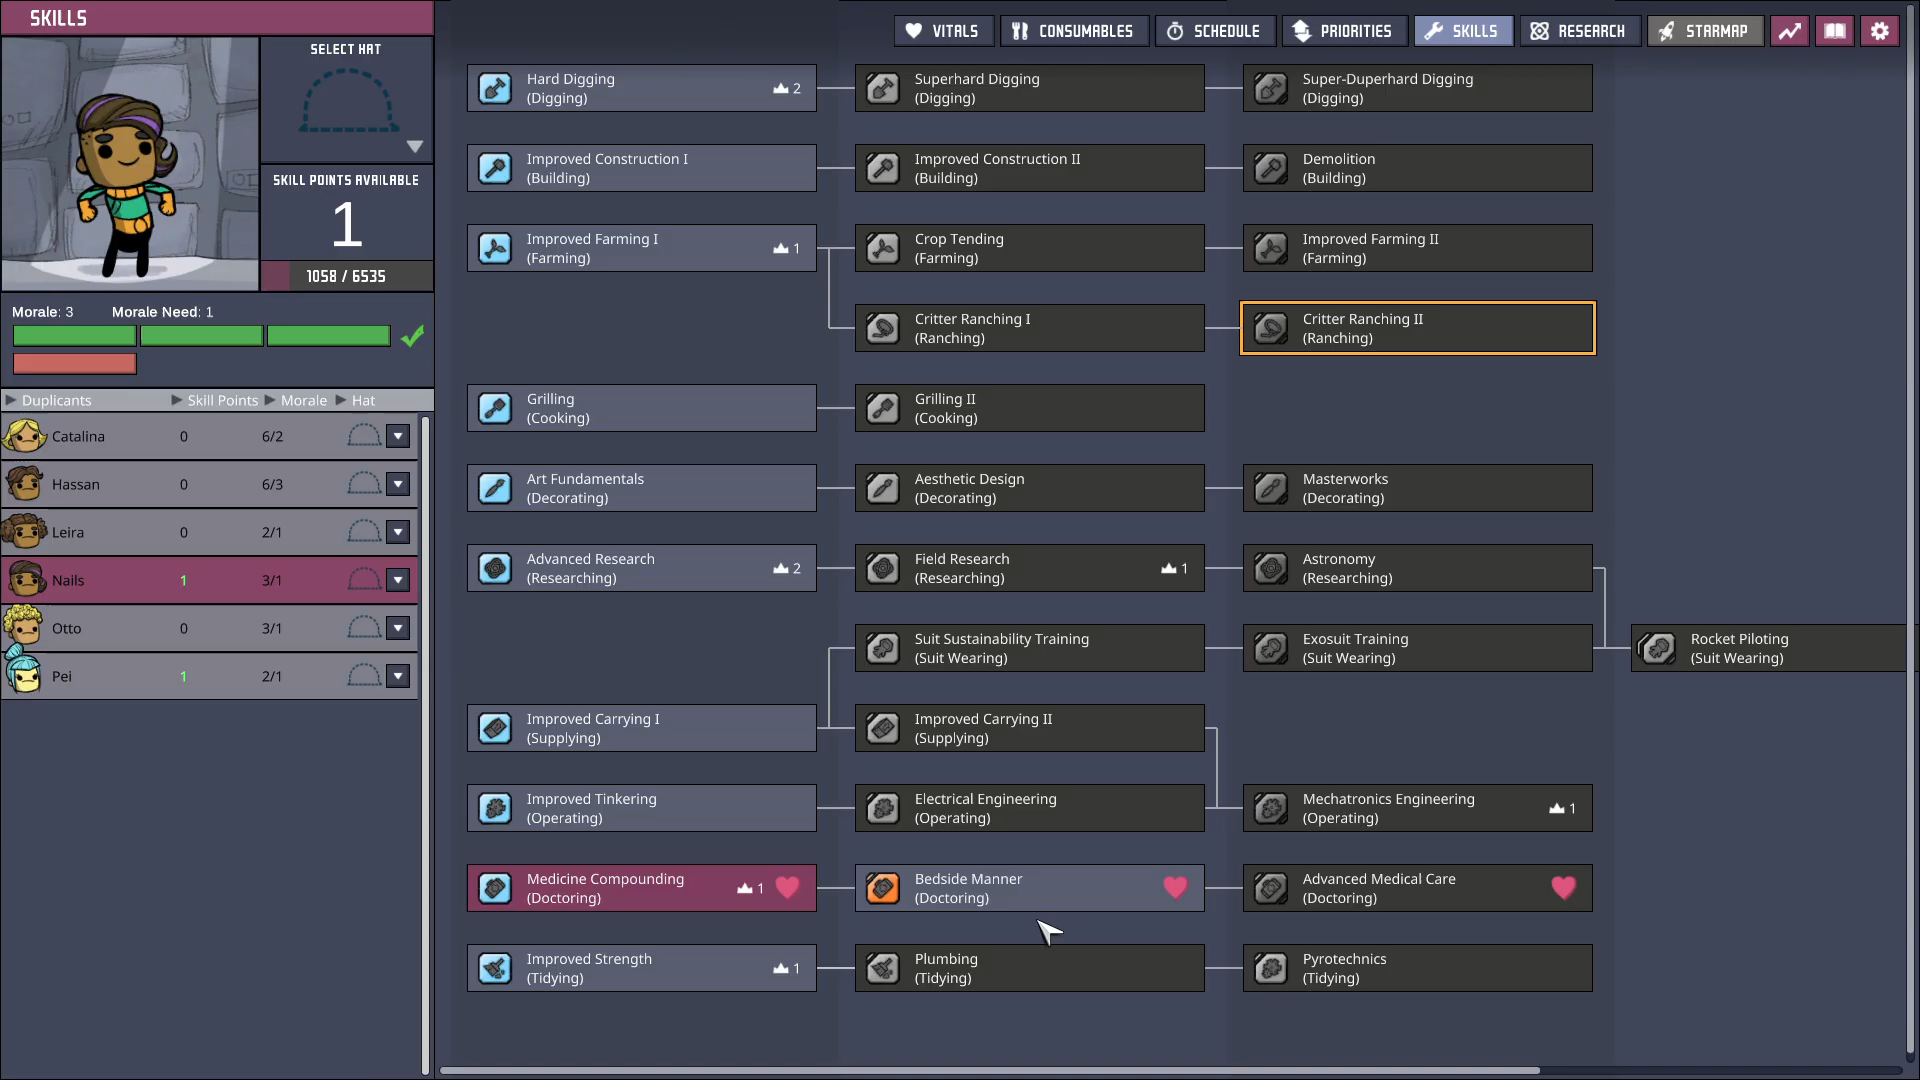 SKILLS
VITALS
CONSUMABLES
SCHEDULE
PRIORITIES
SKILLS
RESEARCH
STARMAP
SELECT HAT
SKILL POINTS AVAILABLE
1
1058 / 6535
Morale: 3 Morale Need: 1
Duplicants Skill Points Morale Hat
Catalina 0 6/2
Hassan 0 6/3
Leira 0 2/1
Nails 1 3/1
Otto 0 3/1
Pei 1 2/1
Hard Digging
(Digging)
2
Superhard Digging
(Digging)
Super-Duperhard Digging
(Digging)
Improved Construction I
(Building)
Improved Construction II
(Building)
Demolition
(Building)
Improved Farming I
(Farming)
1
Crop Tending
(Farming)
Improved Farming II
(Farming)
Critter Ranching I
(Ranching)
Critter Ranching II
(Ranching)
Grilling
(Cooking)
Grilling II
(Cooking)
Art Fundamentals
(Decorating)
Aesthetic Design
(Decorating)
Masterworks
(Decorating)
Advanced Research
(Researching)
2
Field Research
(Researching)
1
Astronomy
(Researching)
Suit Sustainability Training
(Suit Wearing)
Exosuit Training
(Suit Wearing)
Rocket Piloting
(Suit Wearing)
Improved Carrying I
(Supplying)
Improved Carrying II
(Supplying)
Improved Tinkering
(Operating)
Electrical Engineering
(Operating)
Mechatronics Engineering
(Operating)
1
Medicine Compounding
(Doctoring)
1
Bedside Manner
(Doctoring)
Advanced Medical Care
(Doctoring)
Improved Strength
(Tidying)
1
Plumbing
(Tidying)
Pyrotechnics
(Tidying)